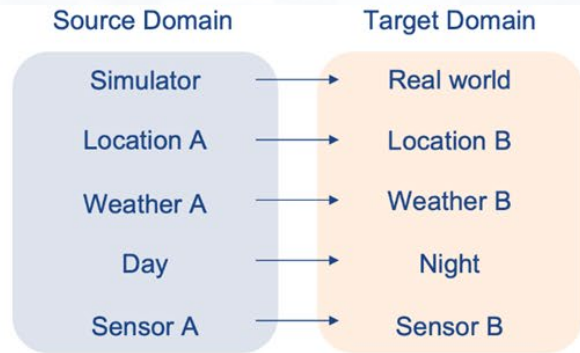 Source Domain Target Domain
Simulator Real world
Location A Location B
Weather A Weather B
Day Night
Sensor A Sensor B